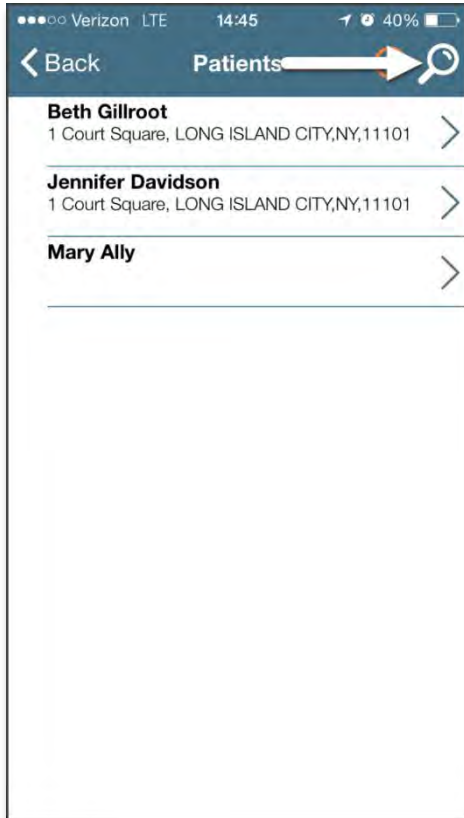 Verizon LTE 14:45 40%
Back Patients
Beth Gillroot
1 Court Square, LONG ISLAND CITY,NY,11101
Jennifer Davidson
1 Court Square, LONG ISLAND CITY,NY,11101
Mary Ally